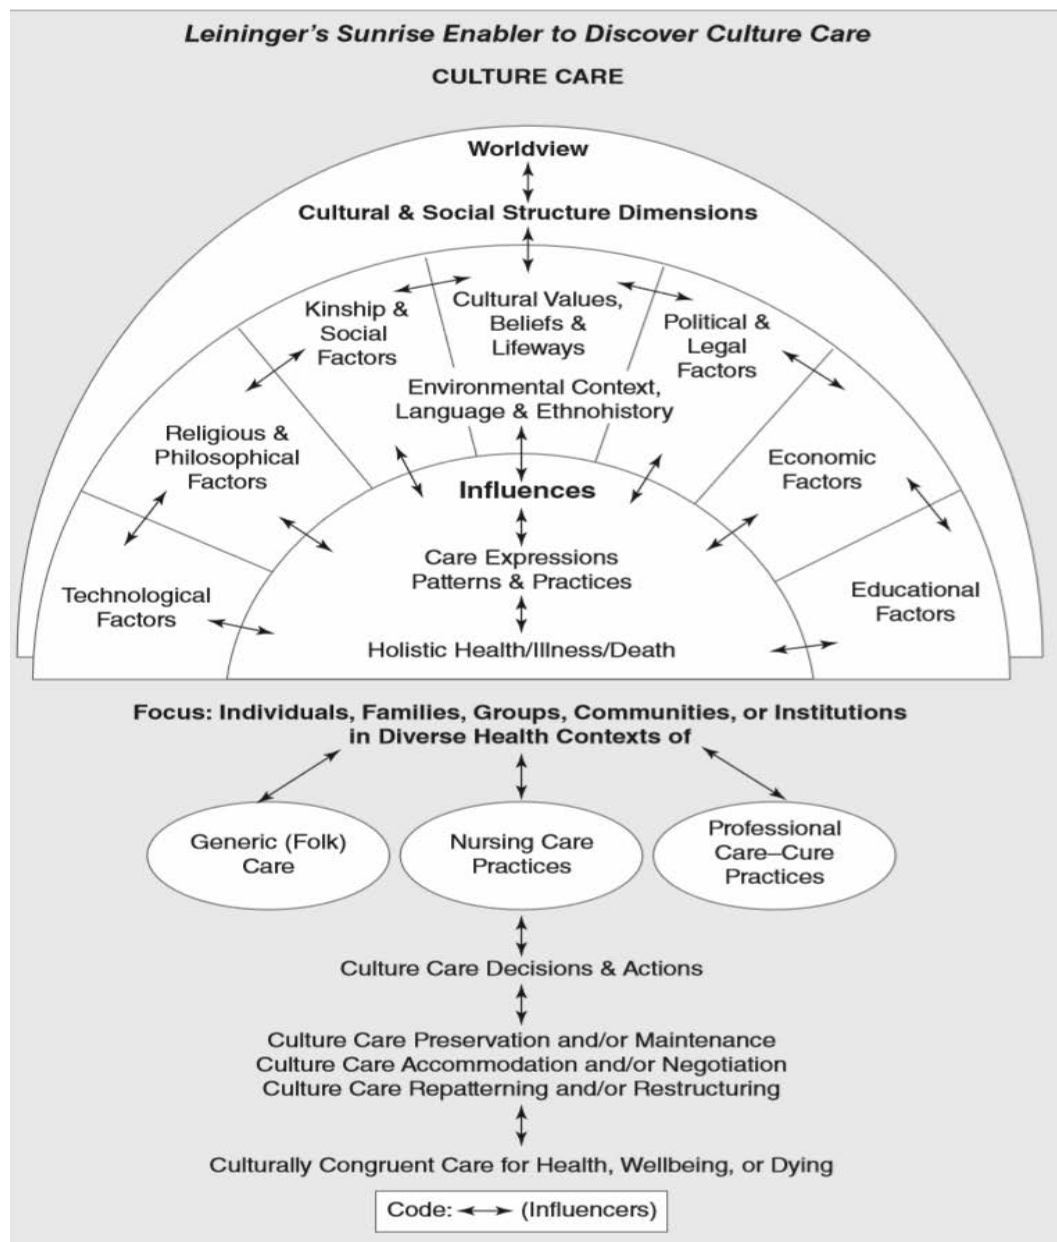 Leininger's Sunrise Enabler to Discover Culture Care
CULTURE CARE
Worldview
Cultural & Social Structure Dimensions
Kinship &
Social
Factors
Cultural Values,
Beliefs &
Lifeways
Political &
Legal
Factors
Environmental Context,
Language & Ethnohistory
Religious &
Philosophical
Factors
Economic
Factors
Influences
Care Expressions
Patterns & Practices
Technological
Factors
Educational
Factors
Holistic Health/Illness/Death
Focus: Individuals, Families, Groups, Communities, or Institutions
in Diverse Health Contexts of
Generic (Folk)
Care
Nursing Care
Practices
Professional
Care–Cure
Practices
Culture Care Decisions & Actions
Culture Care Preservation and/or Maintenance
Culture Care Accommodation and/or Negotiation
Culture Care Repatterning and/or Restructuring
Culturally Congruent Care for Health, Wellbeing, or Dying
Code: ↔ (Influencers)